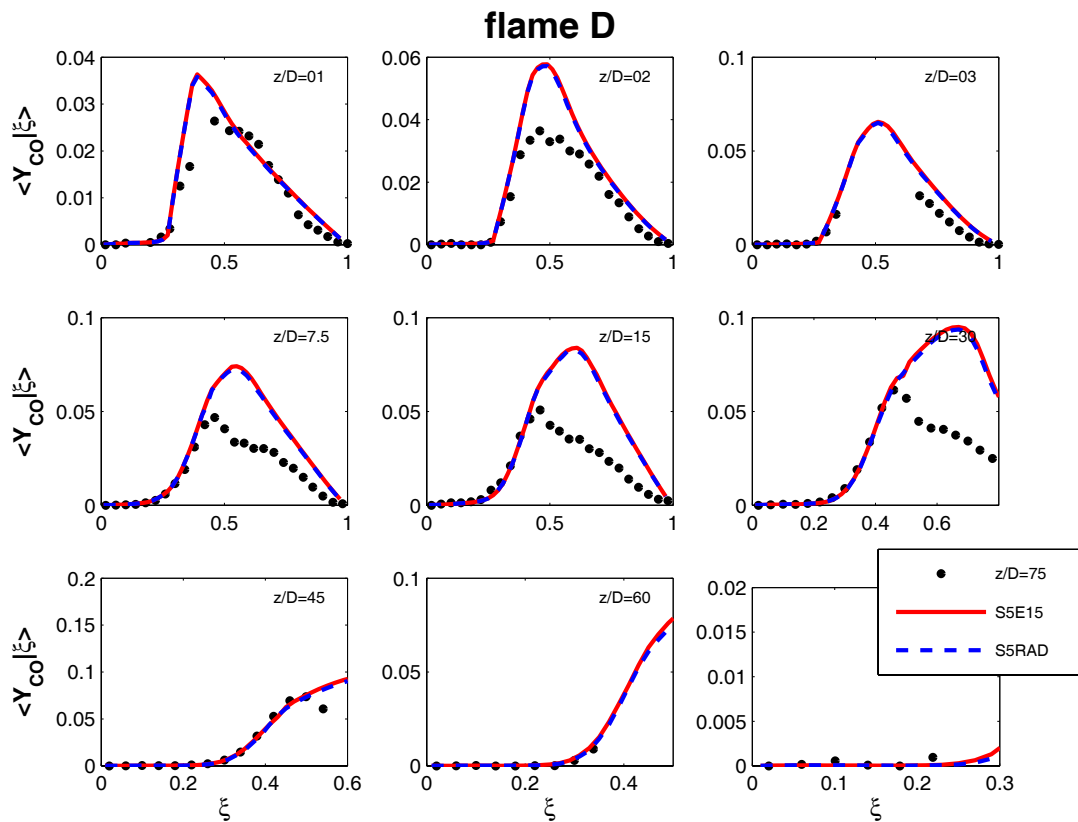 flame D
z/D=01
z/D=02
z/D=03
<Y_CO|ξ>
0.04
0.03
0.02
0.01
0
0 0.5 1
0.06
0.04
0.02
0
0 0.5 1
0.1
0.05
0
0 0.5 1
z/D=7.5
z/D=15
z/D=30
<Y_CO|ξ>
0.1
0.05
0
0 0.5 1
0.1
0.05
0
0 0.5 1
0.1
0.05
0
0 0.2 0.4 0.6
z/D=45
z/D=60
<Y_CO|ξ>
0.2
0.15
0.1
0.05
0
0 0.2 0.4 0.6
ξ
0.1
0.05
0
0 0.2 0.4
ξ
0.02
0.015
0.01
0.005
0
0 0.1 0.2 0.3
ξ
z/D=75
S5E15
S5RAD